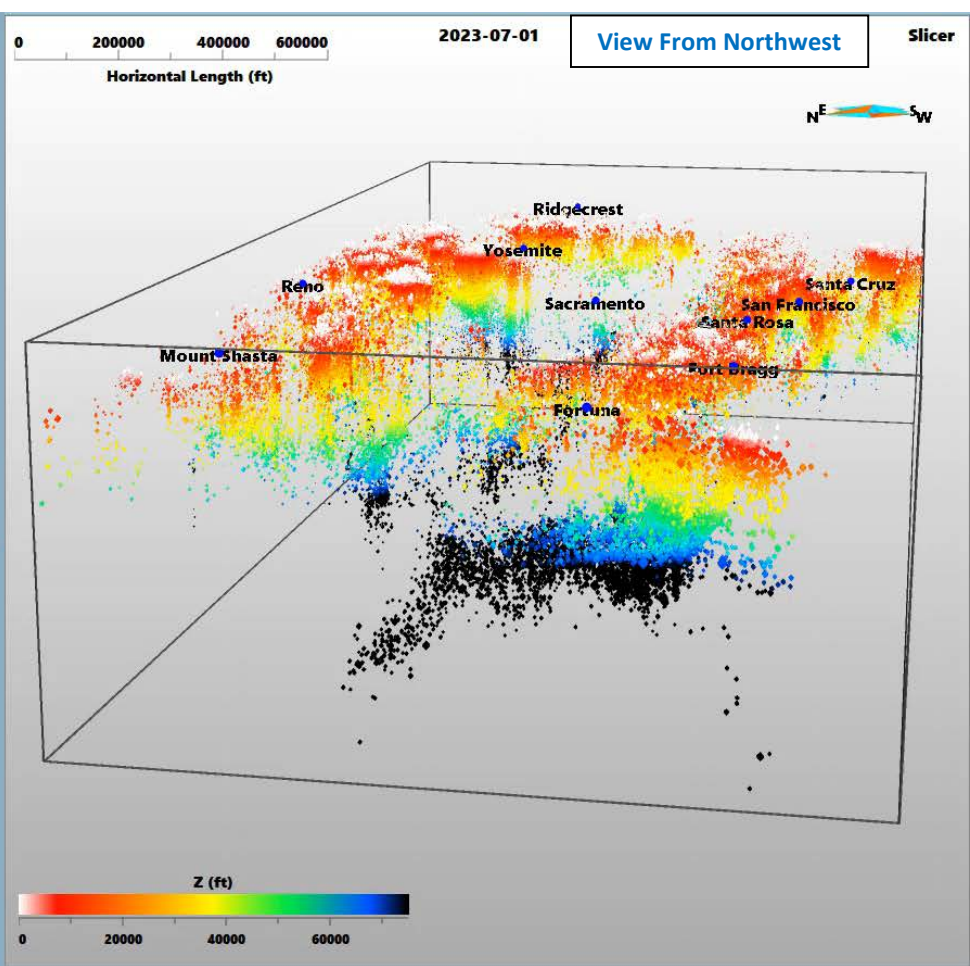 0 200000 400000 600000
Horizontal Length (ft)
2023-07-01
View From Northwest
Slicer
N E S W
Ridgecrest
Yosemite
Reno
Santa Cruz
Sacramento
San Francisco
Santa Rosa
Mount Shasta
Fort Bragg
Fortuna
Z (ft)
0 20000 40000 60000